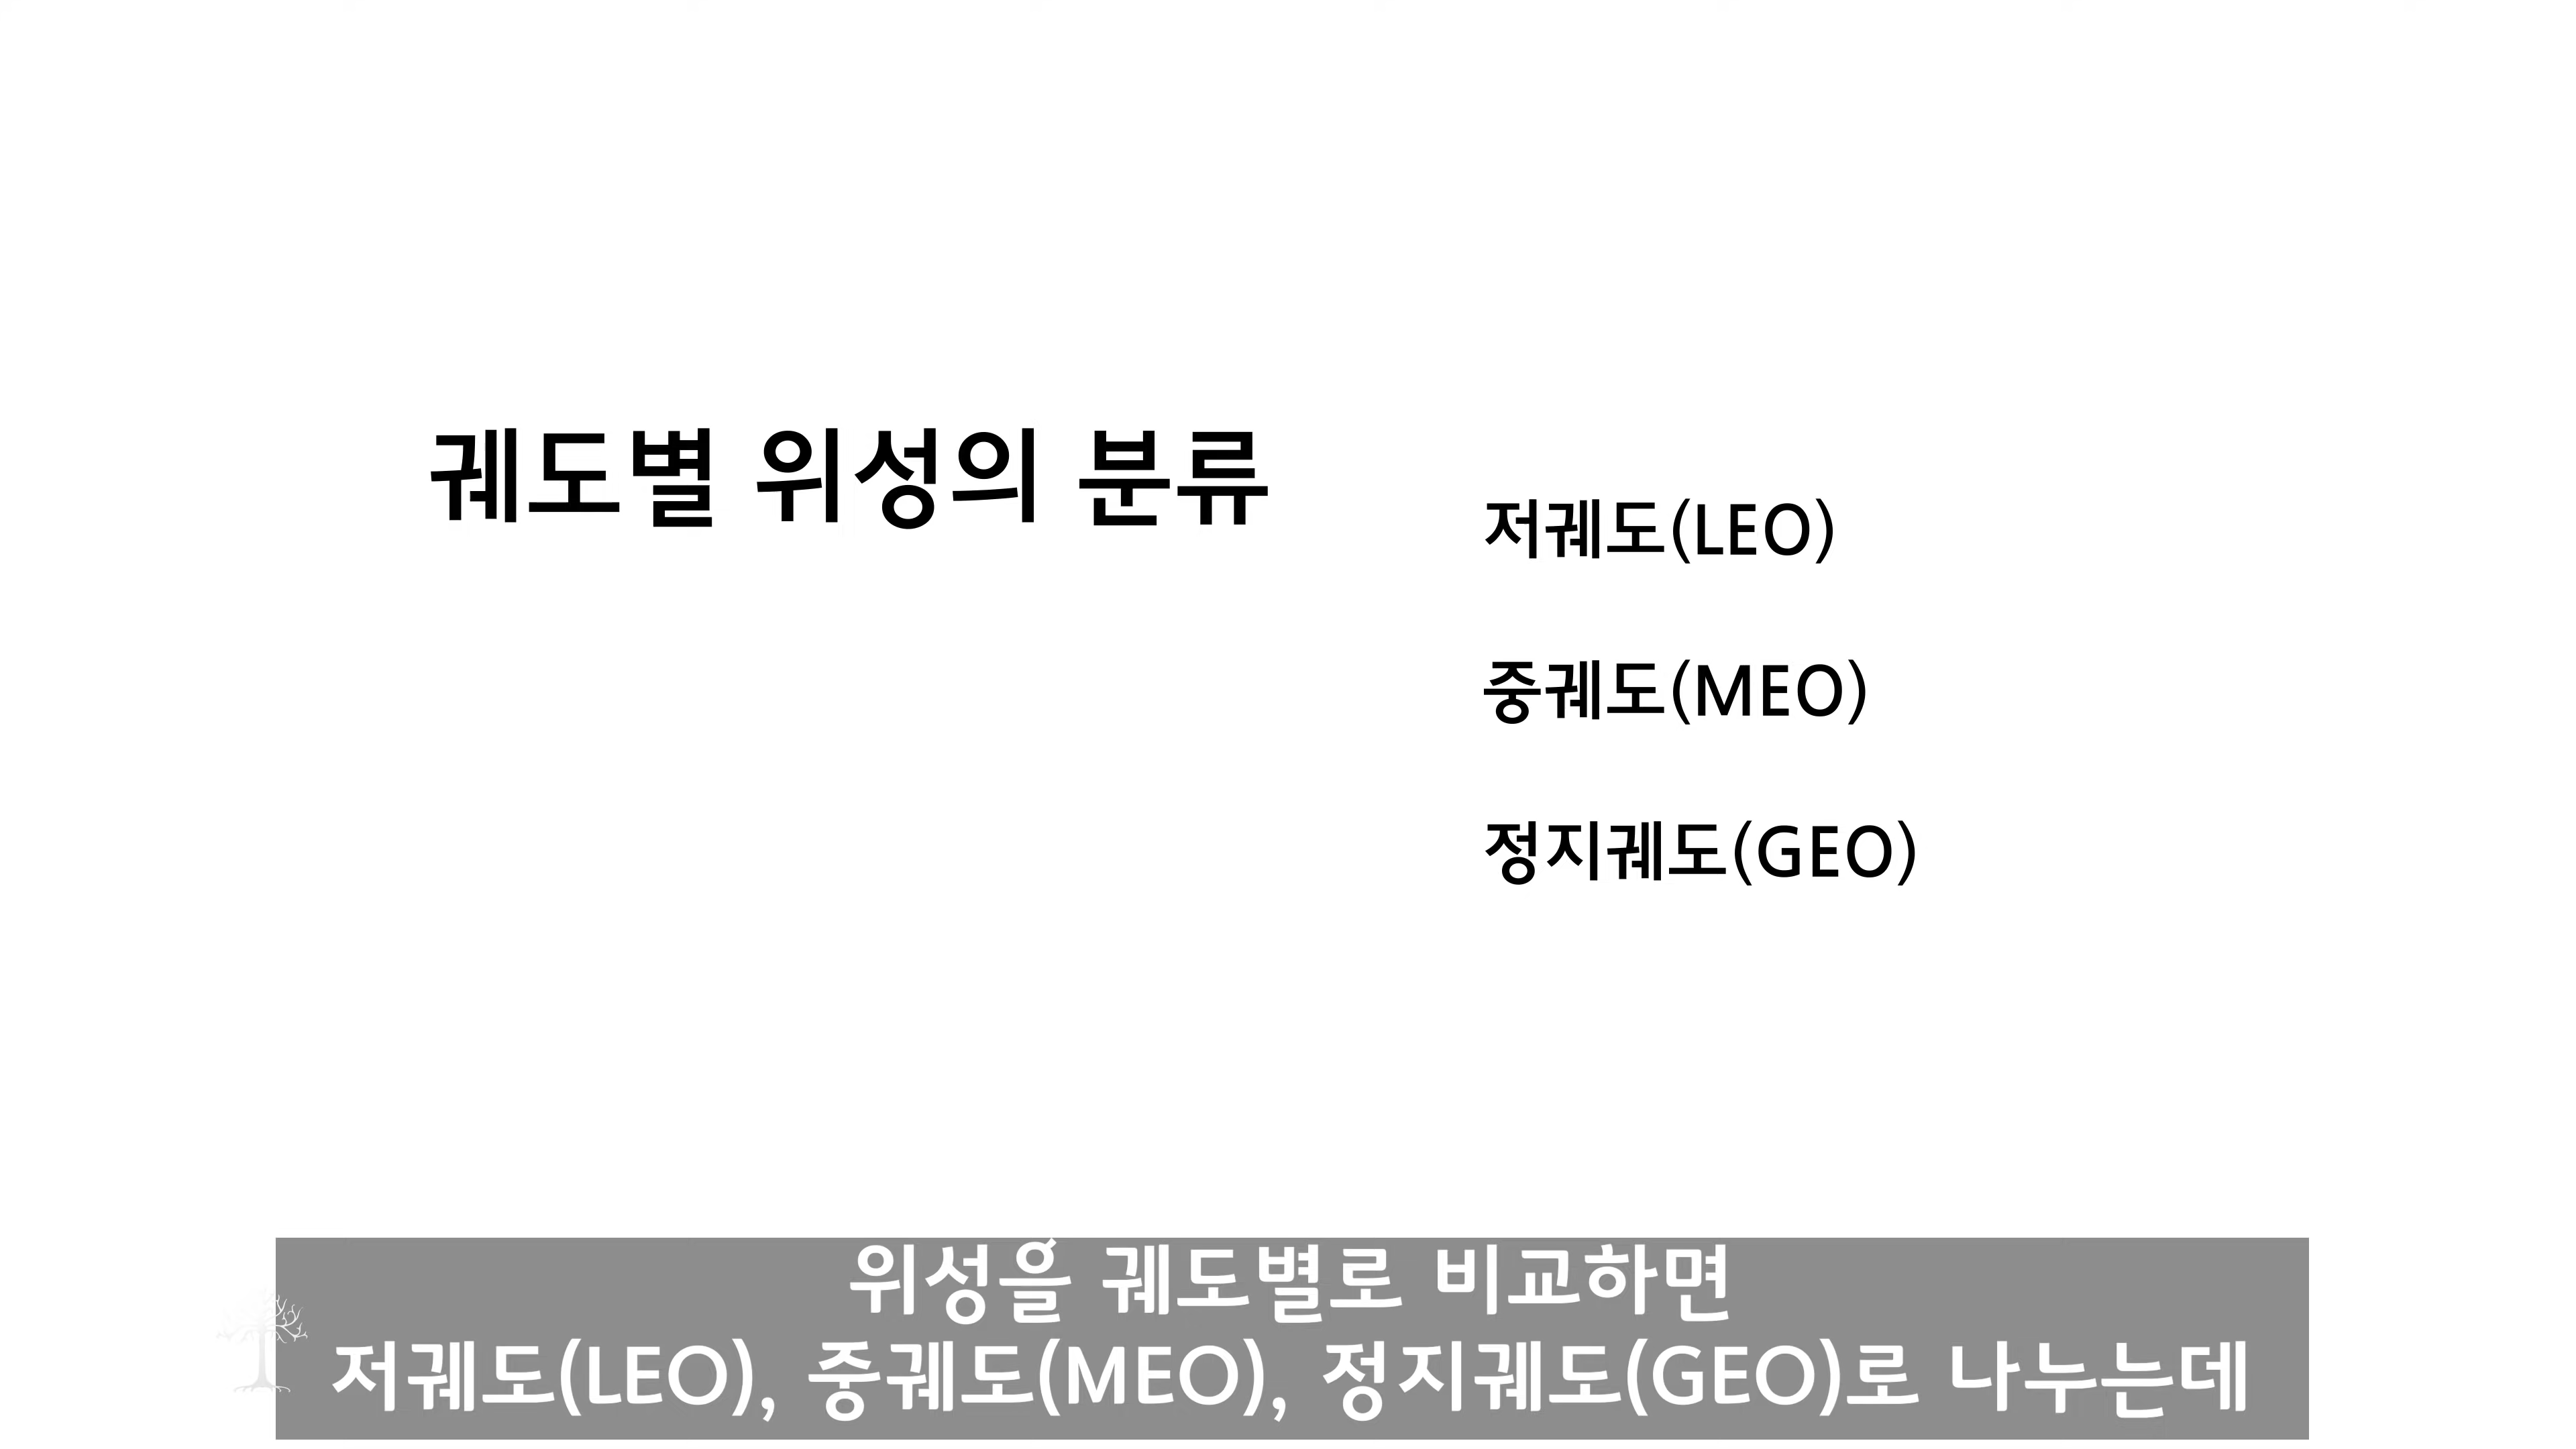 궤도별 위성의 분류
저궤도(LEO)
중궤도(MEO)
정지궤도(GEO)
위성을 궤도별로 비교하면
저궤도(LEO), 중궤도(MEO), 정지궤도(GEO)로 나누는데